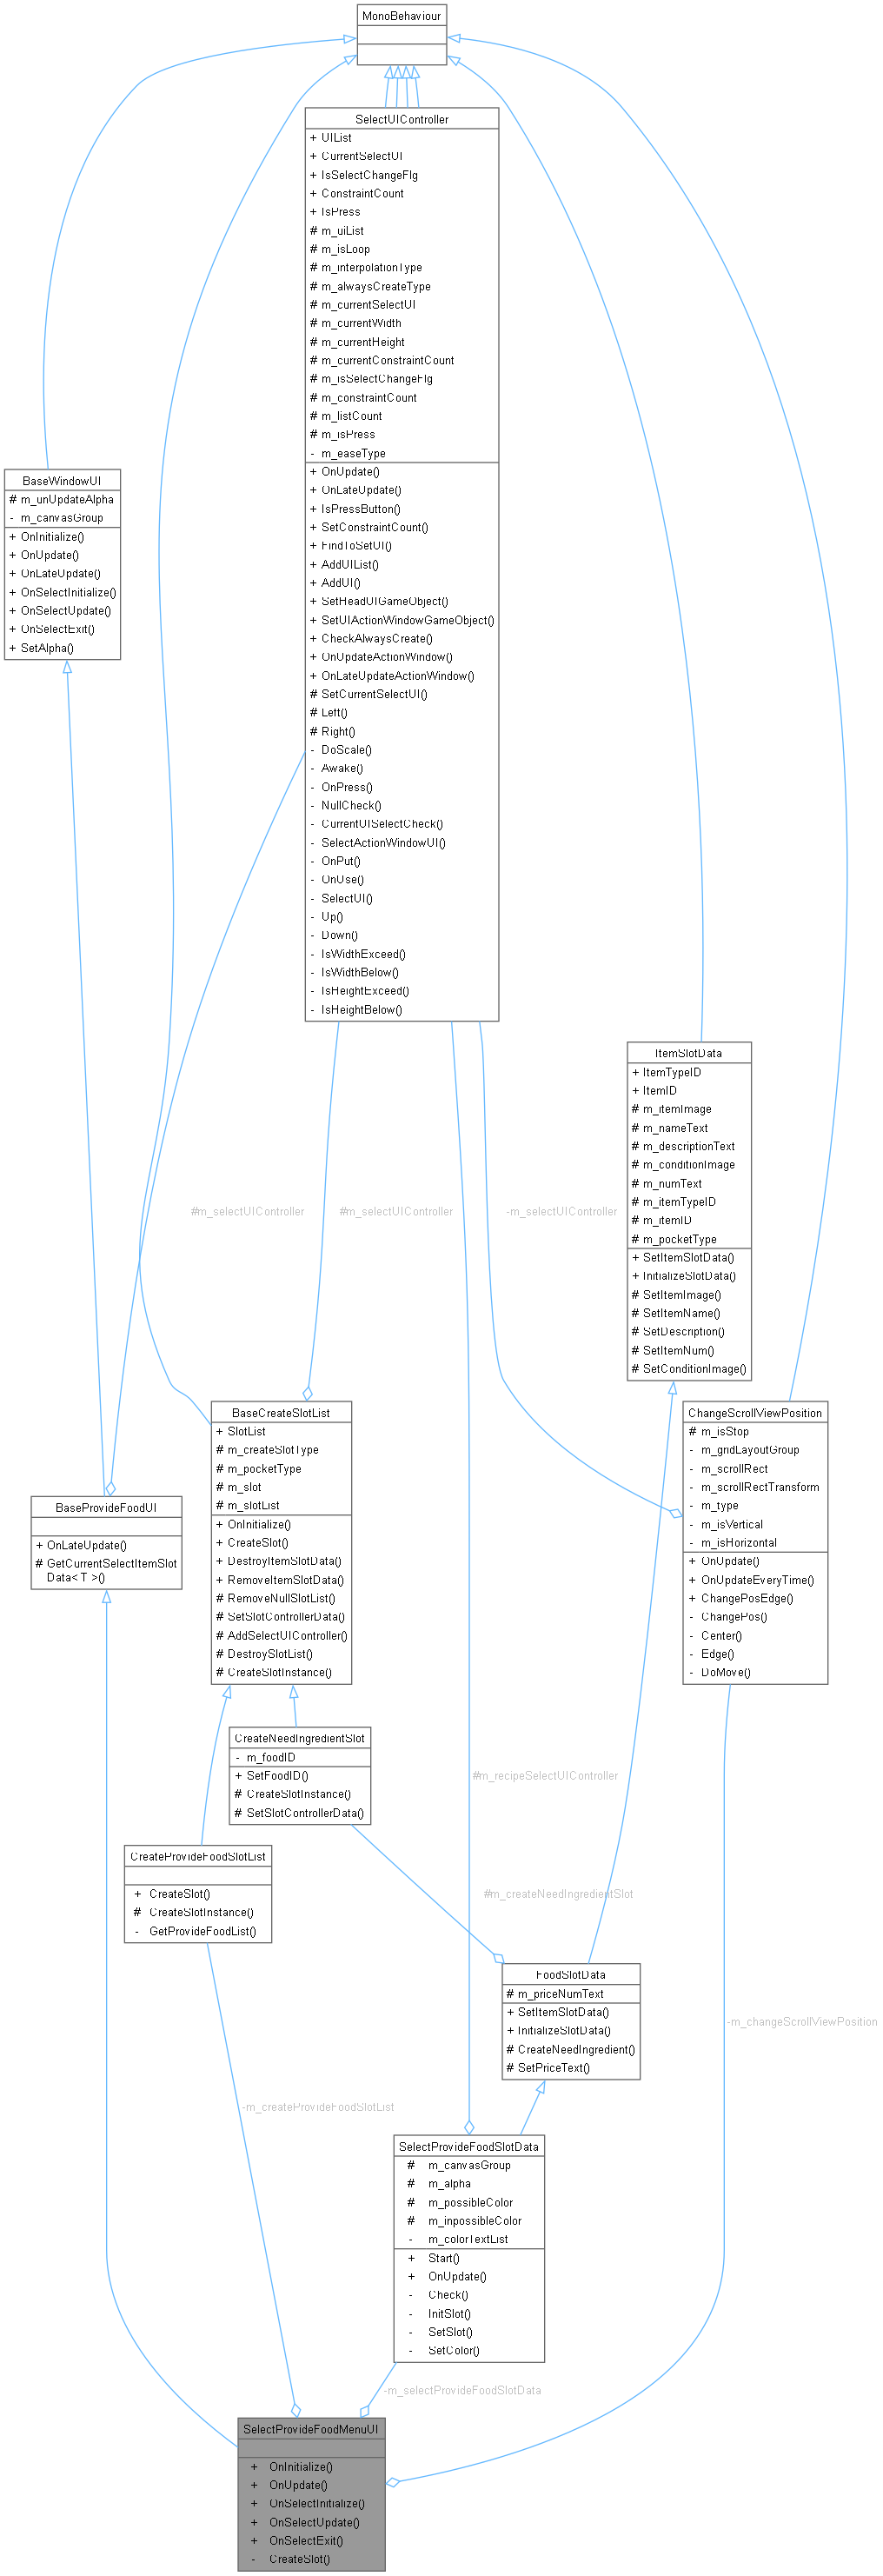 MonoBehaviour
SelectUIController
+ UIList
+ CurrentSelectUI
+ IsSelectChangeFlg
+ ConstraintCount
+ IsPress
# m_uiList
# m_isLoop
# m_interpolationType
# m_alwaysCreateType
# m_currentSelectUI
# m_currentWidth
# m_currentHeight
# m_currentConstraintCount
# m_isSelectChangeFlg
# m_constraintCount
# m_listCount
# m_isPress
- m_easeType
+ OnUpdate()
+ OnLateUpdate()
+ IsPressButton()
+ SetConstraintCount()
+ FindToSetUI()
+ AddUIList()
+ AddUI()
+ SetHeadUIGameObject()
+ SetUIActionWindowGameObject()
+ CheckAlwaysCreate()
+ OnUpdateActionWindow()
+ OnLateUpdateActionWindow()
# SetCurrentSelectUI()
# Left()
# Right()
- DoScale()
- Awake()
- OnPress()
- NullCheck()
- CurrentUISelectCheck()
- SelectActionWindowUI()
- OnPut()
- OnUse()
- SelectUI()
- Up()
- Down()
- IsWidthExceed()
- IsWidthBelow()
- IsHeightExceed()
- IsHeightBelow()
BaseWindowUI
# m_unUpdateAlpha
- m_canvasGroup
+ OnInitialize()
+ OnUpdate()
+ OnLateUpdate()
+ OnSelectInitialize()
+ OnSelectUpdate()
+ OnSelectExit()
+ SetAlpha()
ItemSlotData
+ ItemTypeID
+ ItemID
# m_itemImage
# m_nameText
# m_descriptionText
# m_conditionImage
# m_numText
# m_itemTypeID
# m_itemID
# m_pocketType
+ SetItemSlotData()
+ InitializeSlotData()
# SetItemImage()
# SetItemName()
# SetDescription()
# SetItemNum()
# SetConditionImage()
#m_selectUIController
#m_selectUIController
-m_selectUIController
BaseCreateSlotList
+ SlotList
# m_createSlotType
# m_pocketType
# m_slot
# m_slotList
+ OnInitialize()
+ CreateSlot()
+ DestroyItemSlotData()
+ RemoveItemSlotData()
# RemoveNullSlotList()
# SetSlotControllerData()
# AddSelectUIController()
# DestroySlotList()
# CreateSlotInstance()
ChangeScrollViewPosition
# m_isStop
- m_gridLayoutGroup
- m_scrollRect
- m_scrollRectTransform
- m_type
- m_isVertical
- m_isHorizontal
+ OnUpdate()
+ OnUpdateEveryTime()
+ ChangePosEdge()
- ChangePos()
- Center()
- Edge()
- DoMove()
BaseProvideFoodUI
+ OnLateUpdate()
# GetCurrentSelectItemSlot
Data< T >()
CreateNeedIngredientSlot
- m_foodID
+ SetFoodID()
# CreateSlotInstance()
# SetSlotControllerData()
#m_recipeSelectUIController
CreateProvideFoodSlotList
+ CreateSlot()
# CreateSlotInstance()
- GetProvideFoodList()
#m_createNeedIngredientSlot
FoodSlotData
# m_priceNumText
+ SetItemSlotData()
+ InitializeSlotData()
# CreateNeedIngredient()
# SetPriceText()
-m_changeScrollViewPosition
-m_createProvideFoodSlotList
SelectProvideFoodSlotData
# m_canvasGroup
# m_alpha
# m_possibleColor
# m_inpossibleColor
- m_colorTextList
+ Start()
+ OnUpdate()
- Check()
- InitSlot()
- SetSlot()
- SetColor()
-m_selectProvideFoodSlotData
SelectProvideFoodMenuUI
+ OnInitialize()
+ OnUpdate()
+ OnSelectInitialize()
+ OnSelectUpdate()
+ OnSelectExit()
- CreateSlot()